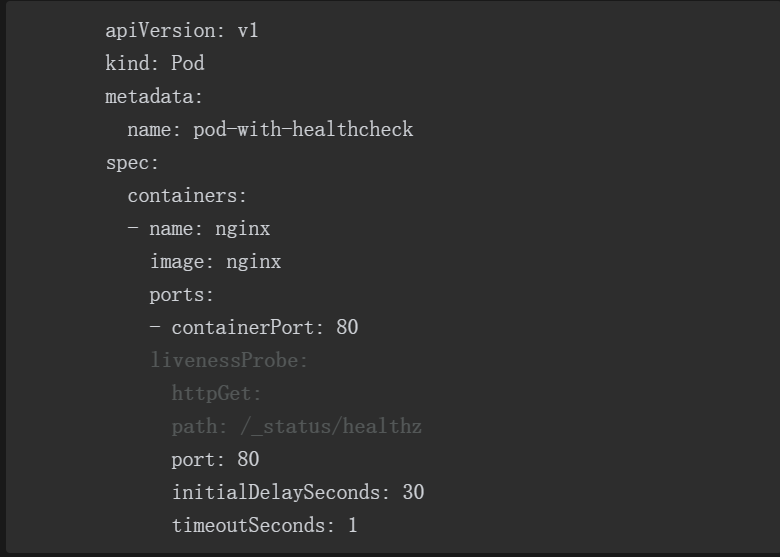 apiVersion: v1
kind: Pod
metadata:
  name: pod-with-healthcheck
spec:
  containers:
  - name: nginx
    image: nginx
    ports:
    - containerPort: 80
    livenessProbe:
      httpGet:
      path: /_status/healthz
      port: 80
      initialDelaySeconds: 30
      timeoutSeconds: 1